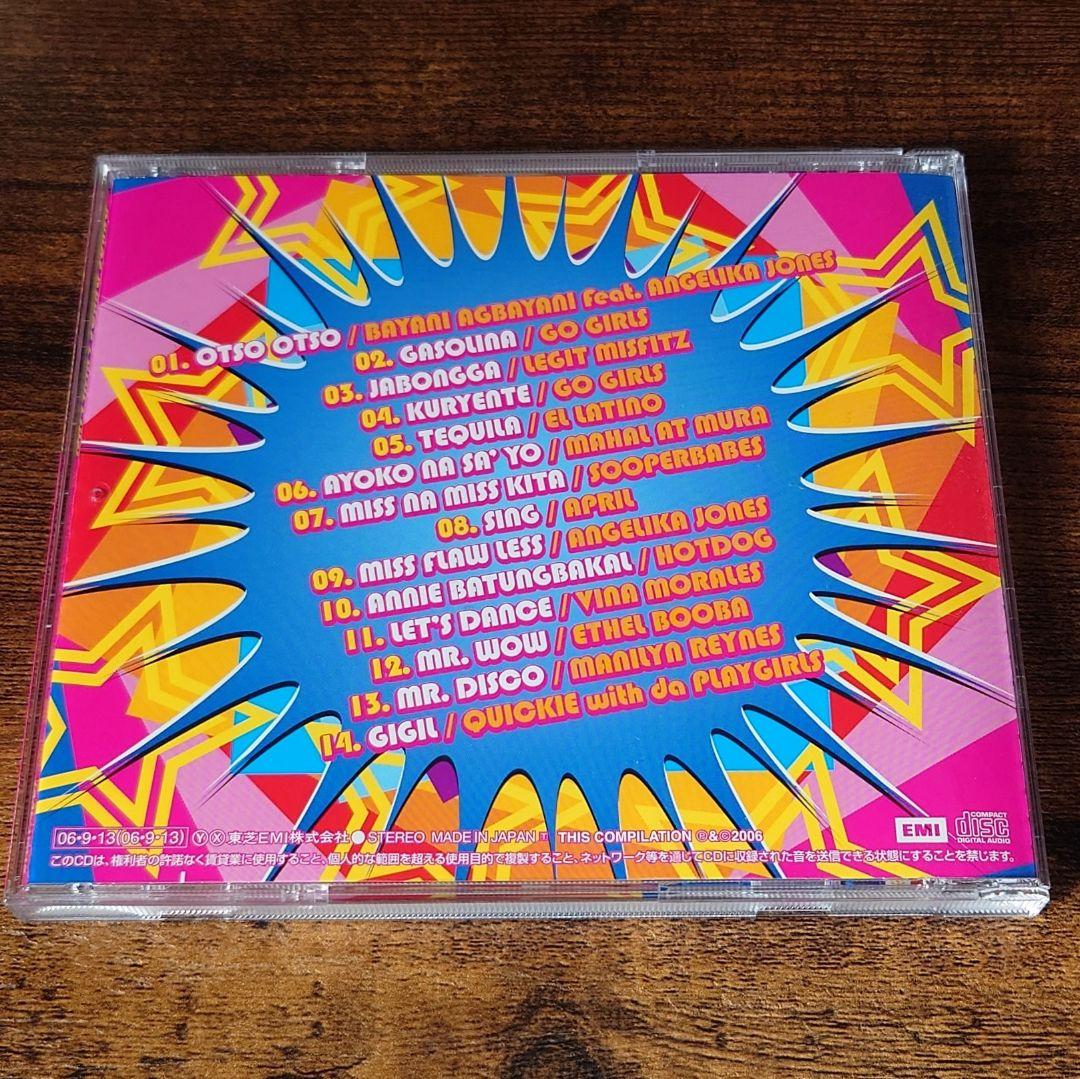 01. OTSO OTSO / BAYANI AGBAYANI feat. ANGELIKA JONES
02. GASOLINA / GO GIRLS
03. JABONGGA / LEGIT MISFITZ
04. KURYENTE / GO GIRLS
05. TEQUILA / EL LATINO
06. AYOKO NA SA' YO / MAHAL AT MURA
07. MISS NA MISS KITA / SOOPERBABES
08. SING / APRIL
09. MISS FLAW LESS / ANGELIKA JONES
10. ANNIE BATUNGBAKAL / HOTDOG
11. LET'S DANCE / VINA MORALES
12. MR. WOW / ETHEL BOOBA
13. MR. DISCO / MANILYN REYNES
14. GIGIL / QUICKIE with da PLAYGIRLS
06・9・13 (06・9・13) Ⓨ Ⓧ 東芝EMI株式会社 ● STEREO MADE IN JAPAN T THIS COMPILATION ℗&©2006
EMI
COMPACT
disc
DIGITAL AUDIO
このCDは、権利者の許諾なく賃貸業に使用すること、個人的な範囲を超える使用目的で複製すること、ネットワーク等を通じてCDに収録された音を送信できる状態にすることを禁じます。